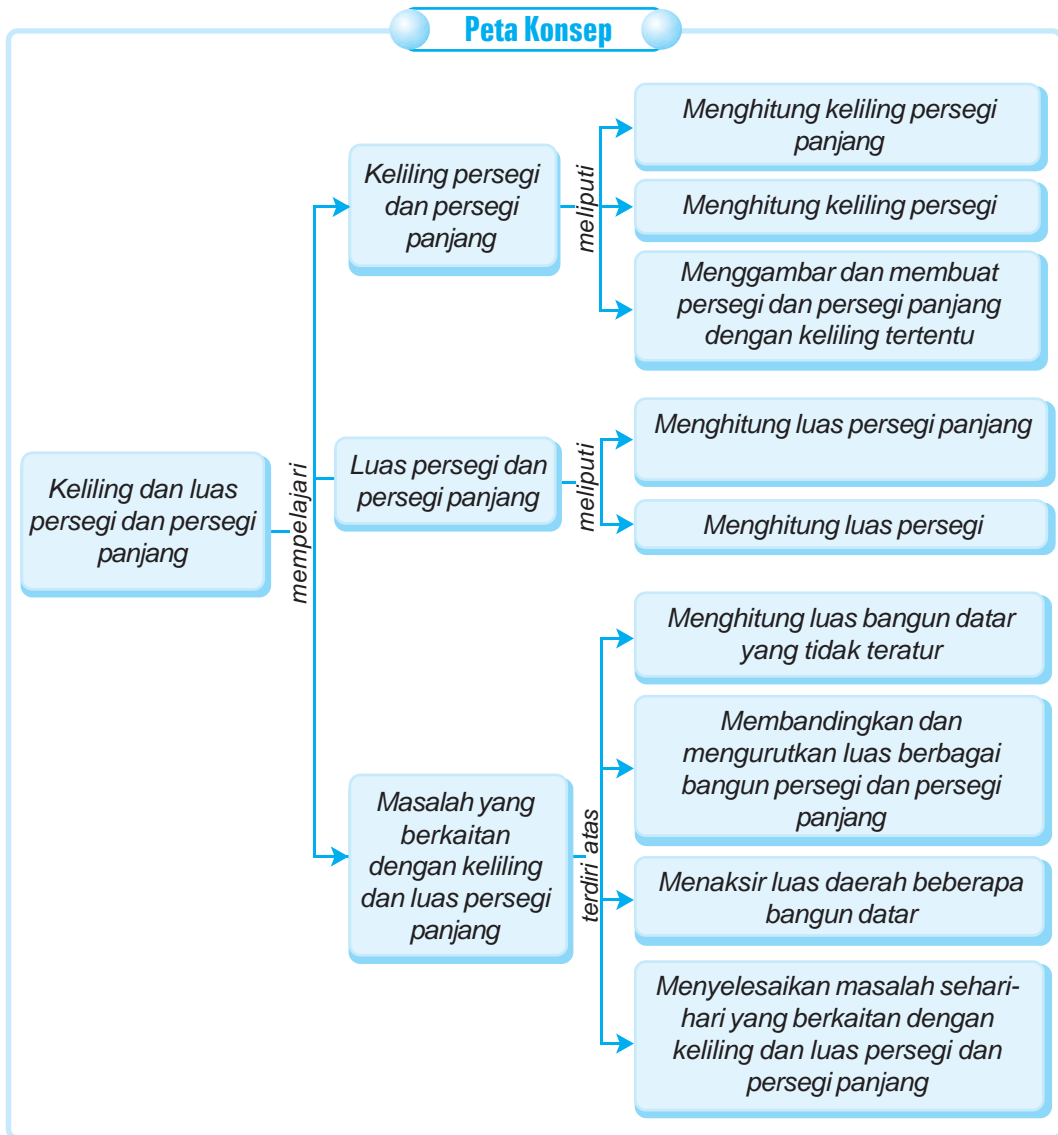 Peta Konsep
Keliling dan luas
persegi dan persegi
panjang
mempelajari
Keliling persegi
dan persegi
panjang
meliputi
Menghitung keliling persegi
panjang
Menghitung keliling persegi
Menggambar dan membuat
persegi dan persegi panjang
dengan keliling tertentu
Luas persegi dan
persegi panjang
meliputi
Menghitung luas persegi panjang
Menghitung luas persegi
Masalah yang
berkaitan
dengan keliling
dan luas persegi
panjang
terdiri atas
Menghitung luas bangun datar
yang tidak teratur
Membandingkan dan
mengurutkan luas berbagai
bangun persegi dan persegi
panjang
Menaksir luas daerah beberapa
bangun datar
Menyelesaikan masalah sehari-
hari yang berkaitan dengan
keliling dan luas persegi dan
persegi panjang